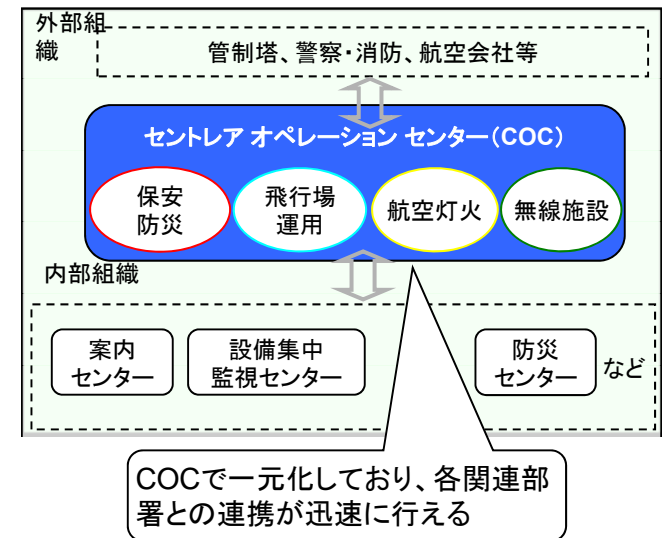 外部組
織
管制塔、警察・消防、航空会社等
セントレア オペレーション センター（COC）
保安
防災
飛行場
運用
航空灯火
無線施設
内部組織
案内
センター
設備集中
監視センター
防災
センター
など
COCで一元化しており、各関連部
署との連携が迅速に行える